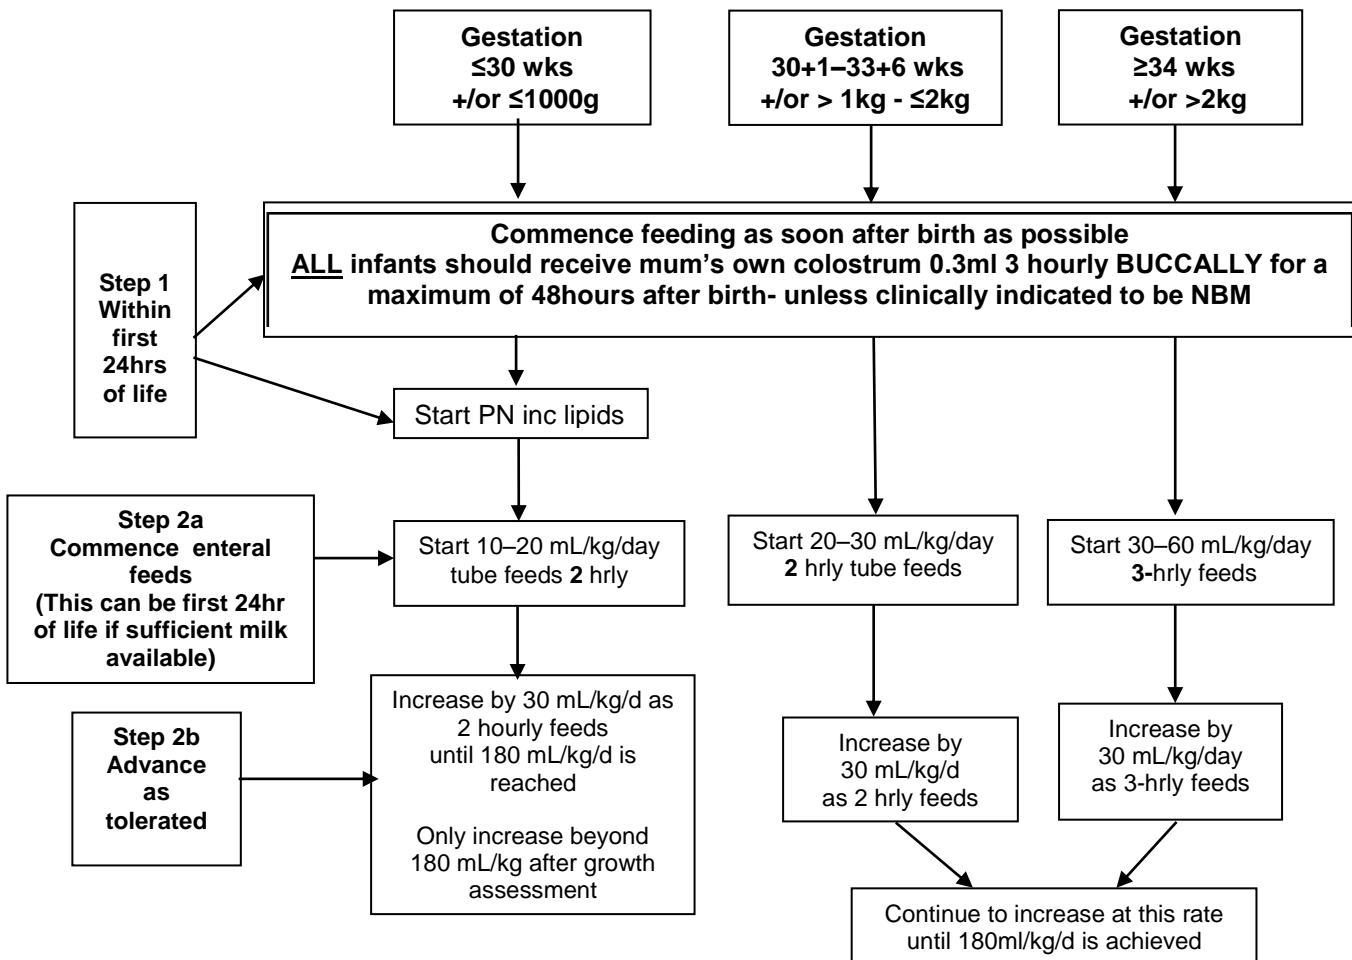 Gestation
≤30 wks
+/or ≤1000g
Gestation
30+1–33+6 wks
+/or > 1kg - ≤2kg
Gestation
≥34 wks
+/or >2kg
Step 1
Within
first
24hrs
of life
Commence feeding as soon after birth as possible
ALL infants should receive mum's own colostrum 0.3ml 3 hourly BUCCALLY for a
maximum of 48hours after birth- unless clinically indicated to be NBM
Start PN inc lipids
Step 2a
Commence enteral
feeds
(This can be first 24hr
of life if sufficient milk
available)
Start 10–20 mL/kg/day
tube feeds 2 hrly
Start 20–30 mL/kg/day
2 hrly tube feeds
Start 30–60 mL/kg/day
3-hrly feeds
Step 2b
Advance
as
tolerated
Increase by 30 mL/kg/d as
2 hourly feeds
until 180 mL/kg/d is
reached
Only increase beyond
180 mL/kg after growth
assessment
Increase by
30 mL/kg/d
as 2 hrly feeds
Increase by
30 mL/kg/day
as 3-hrly feeds
Continue to increase at this rate
until 180ml/kg/d is achieved